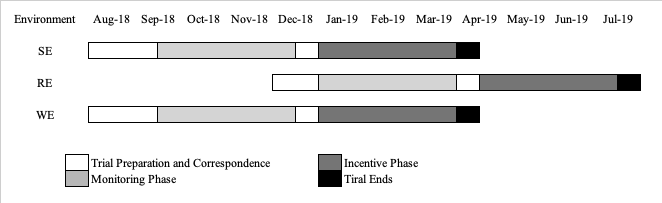 Environment Aug-18 Sep-18 Oct-18 Nov-18 Dec-18 Jan-19 Feb-19 Mar-19 Apr-19 May-19 Jun-19 Jul-19
SE
RE
WE
Trial Preparation and Correspondence Incentive Phase
Monitoring Phase Tiral Ends